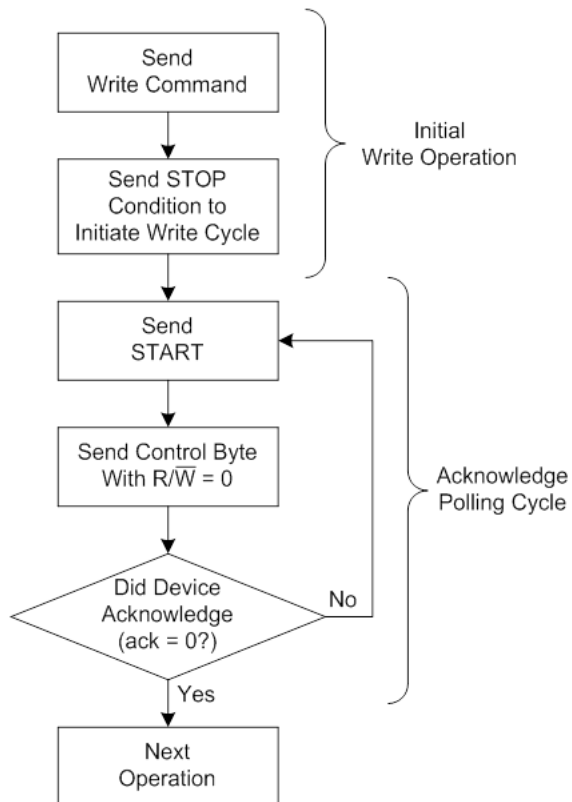 Send
Write Command
Initial
Write Operation
Send STOP
Condition to
Initiate Write Cycle
Send
START
Send Control Byte
With R/W̅ = 0
Acknowledge
Polling Cycle
Did Device
Acknowledge
(ack = 0?)
No
Yes
Next
Operation